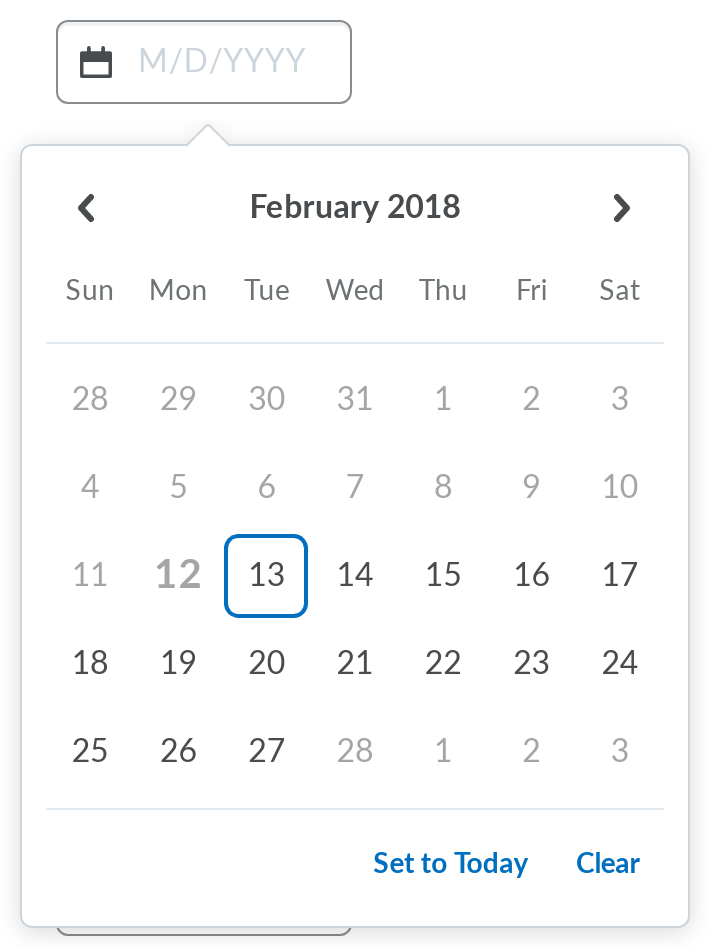 M/D/YYYY
February 2018
Sun Mon Tue Wed Thu Fri Sat
28 29 30 31 1 2 3
4 5 6 7 8 9 10
11 12 13 14 15 16 17
18 19 20 21 22 23 24
25 26 27 28 1 2 3
Set to Today Clear